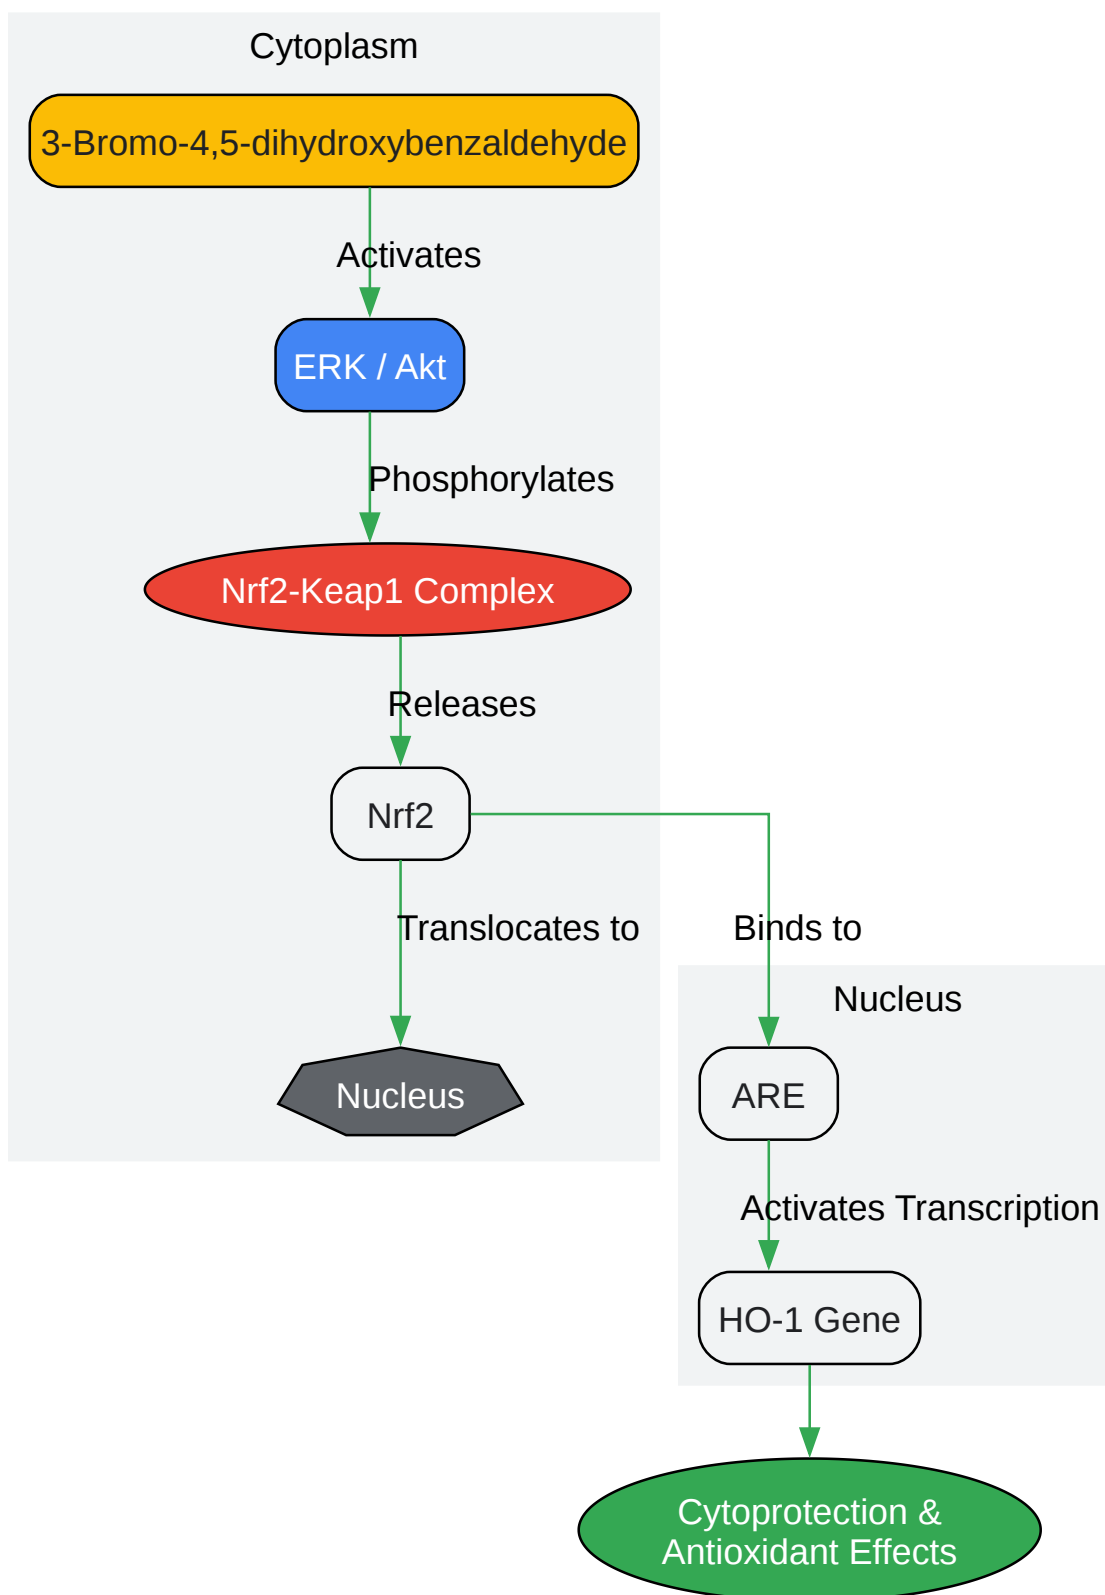 Cytoplasm
3-Bromo-4,5-dihydroxybenzaldehyde
Activates
ERK / Akt
Phosphorylates
Nrf2-Keap1 Complex
Releases
Nrf2
Translocates to
Binds to
Nucleus
Nucleus
ARE
Activates Transcription
HO-1 Gene
Cytoprotection &
Antioxidant Effects